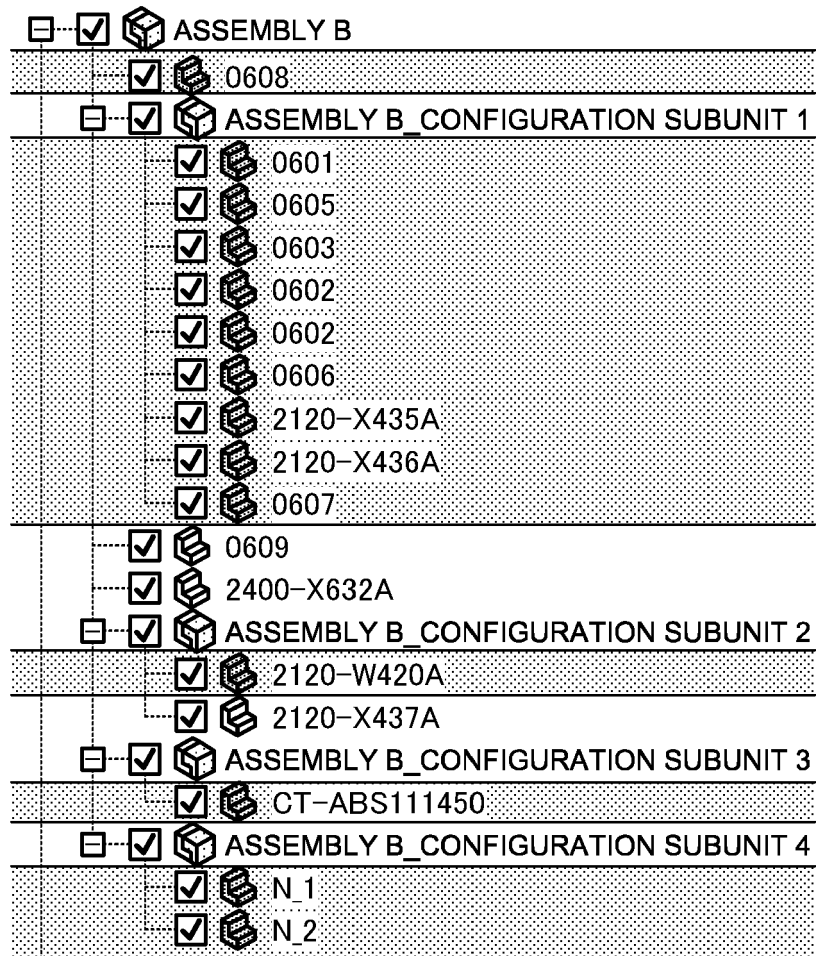 ASSEMBLY B
0608
ASSEMBLY B_CONFIGURATION SUBUNIT 1
0601
0605
0603
0602
0602
0606
2120-X435A
2120-X436A
0607
0609
2400-X632A
ASSEMBLY B_CONFIGURATION SUBUNIT 2
2120-W420A
2120-X437A
ASSEMBLY B_CONFIGURATION SUBUNIT 3
CT-ABS111450
ASSEMBLY B_CONFIGURATION SUBUNIT 4
N_1
N_2